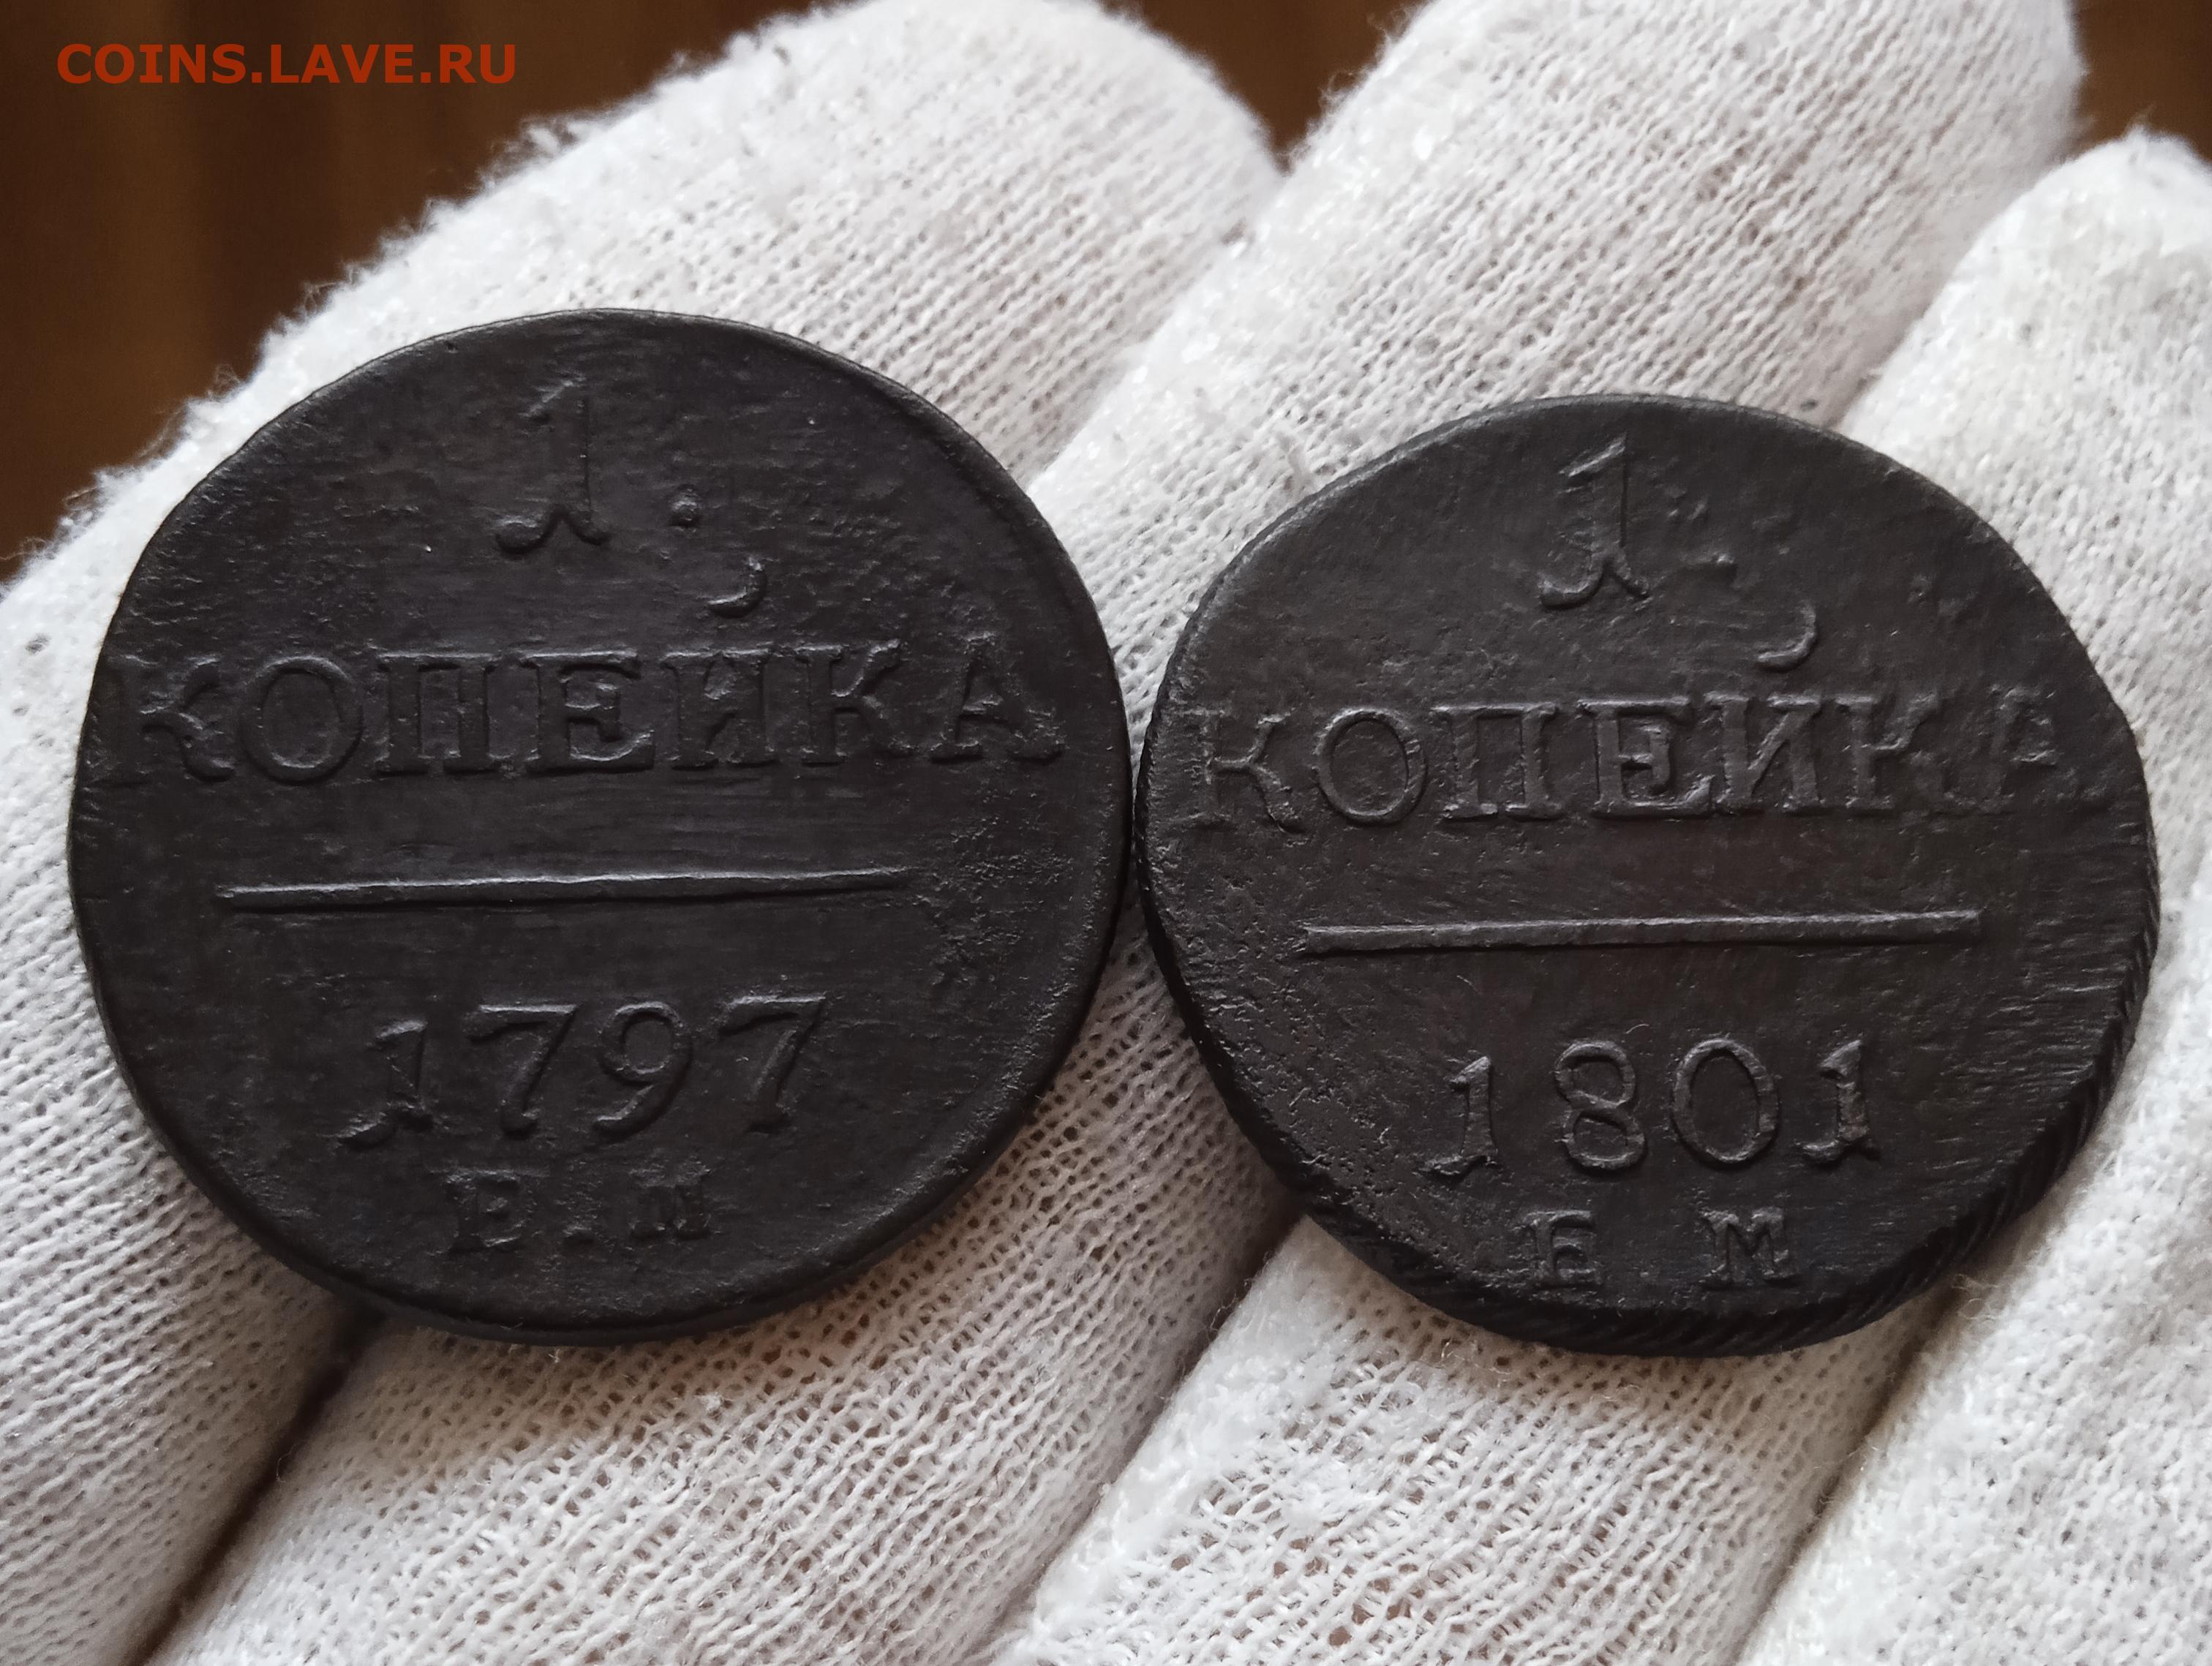 COINS.LAVE.RU
1
КОПЕЙКА
1797
Е.М
1
КОПЕЙКА
1801
Е М